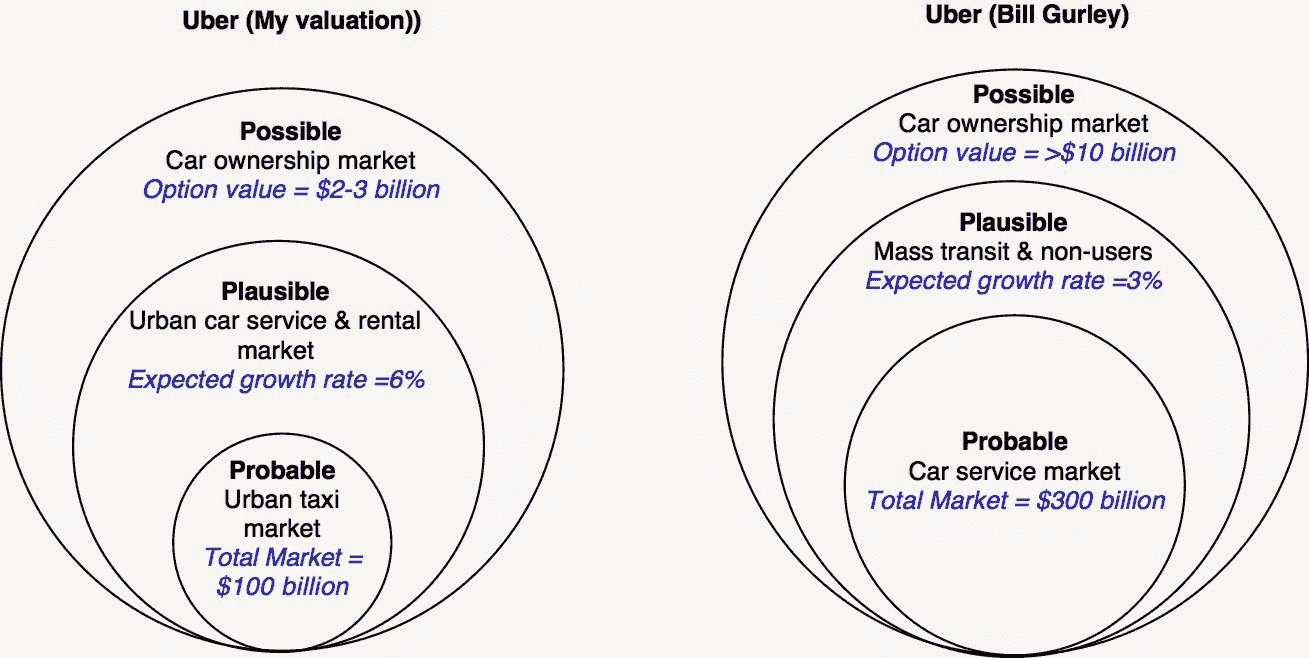 Uber (My valuation))
Possible
Car ownership market
Option value = $2-3 billion
Plausible
Urban car service & rental
market
Expected growth rate =6%
Probable
Urban taxi
market
Total Market =
$100 billion
Uber (Bill Gurley)
Possible
Car ownership market
Option value = >$10 billion
Plausible
Mass transit & non-users
Expected growth rate =3%
Probable
Car service market
Total Market = $300 billion